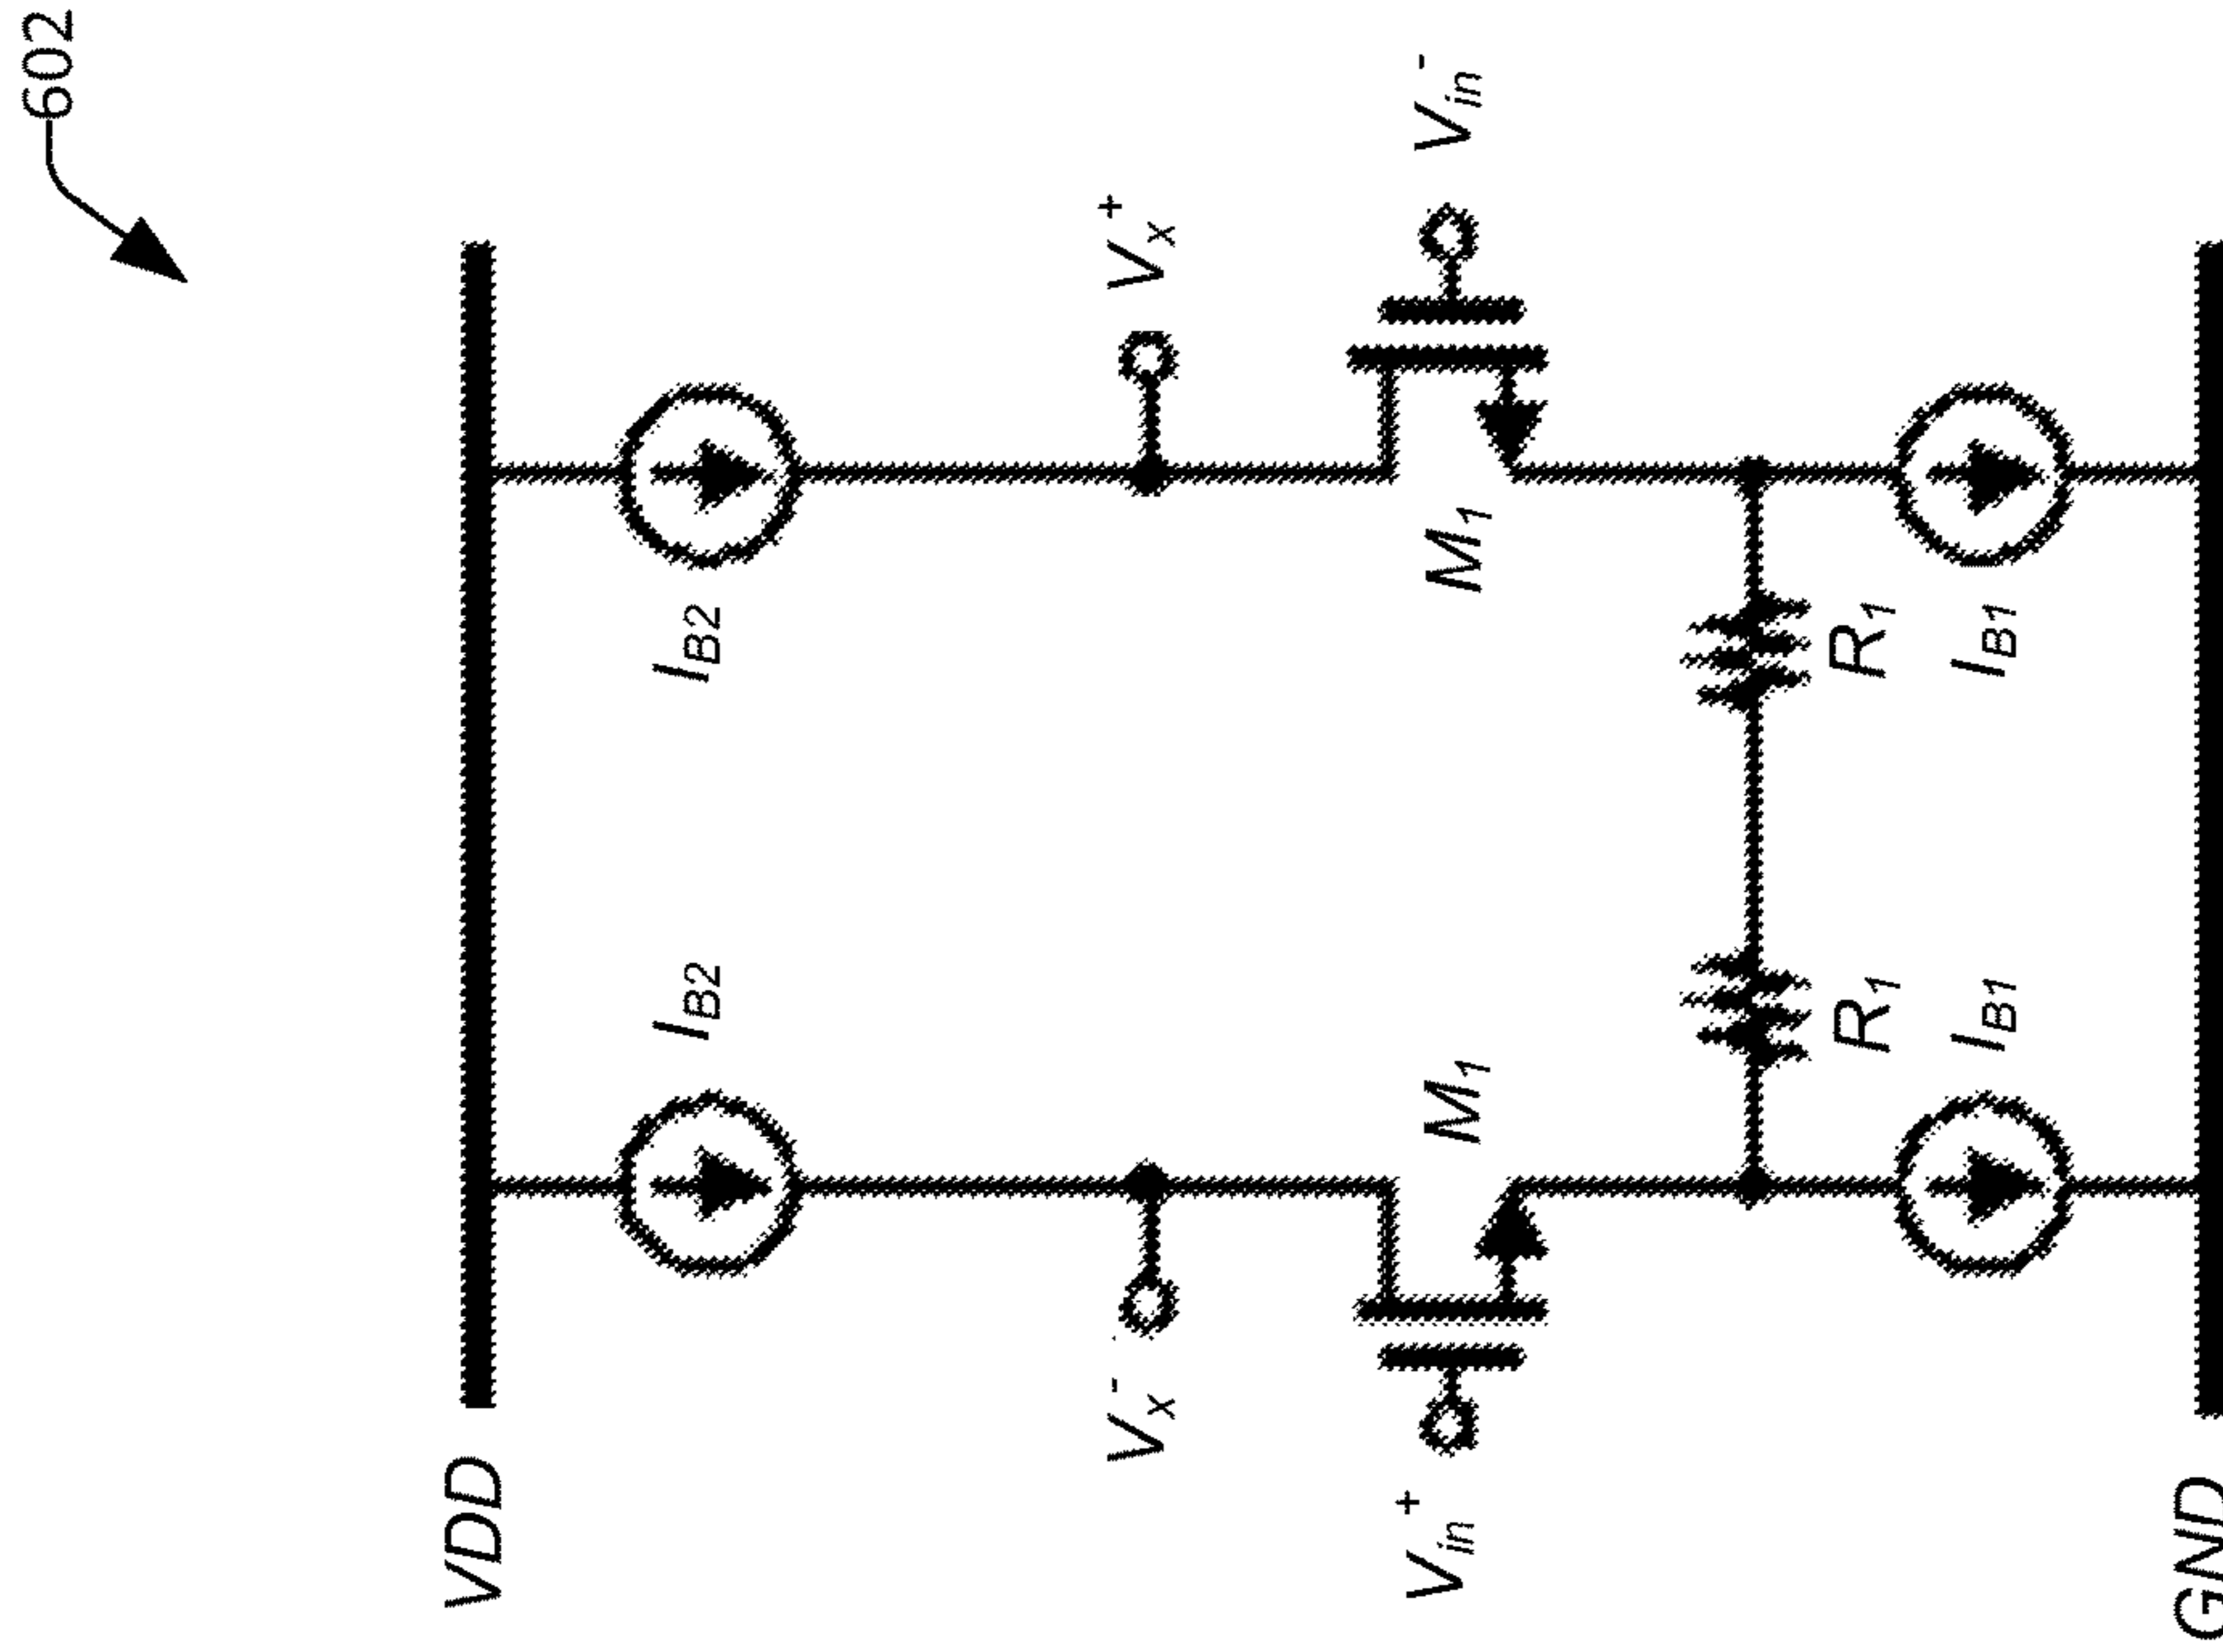 602
VDD
I_B2 I_B2
V_x^- V_x^+
V_in^+ M_1 M_1 V_in^-
R_1 R_1
I_B1 I_B1
GND